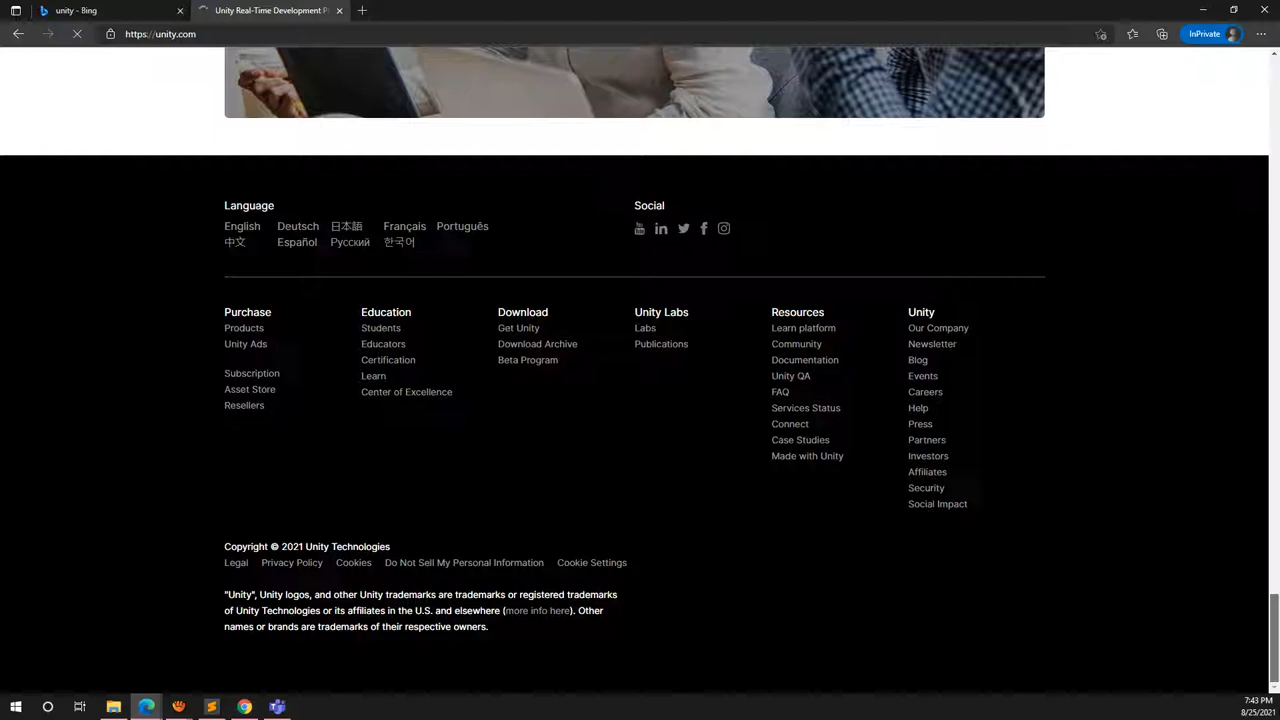 unity - Bing
Unity Real-Time Development Pl
https://unity.com
InPrivate
Language
English Deutsch 日本語 Français Português
中文 Español Русский 한국어
Social
Purchase
Products
Unity Ads
Subscription
Asset Store
Resellers
Education
Students
Educators
Certification
Learn
Center of Excellence
Download
Get Unity
Download Archive
Beta Program
Unity Labs
Labs
Publications
Resources
Learn platform
Community
Documentation
Unity QA
FAQ
Services Status
Connect
Case Studies
Made with Unity
Unity
Our Company
Newsletter
Blog
Events
Careers
Help
Press
Partners
Investors
Affiliates
Security
Social Impact
Copyright © 2021 Unity Technologies
Legal Privacy Policy Cookies Do Not Sell My Personal Information Cookie Settings
"Unity", Unity logos, and other Unity trademarks are trademarks or registered trademarks
of Unity Technologies or its affiliates in the U.S. and elsewhere (more info here). Other
names or brands are trademarks of their respective owners.
7:43 PM
8/25/2021